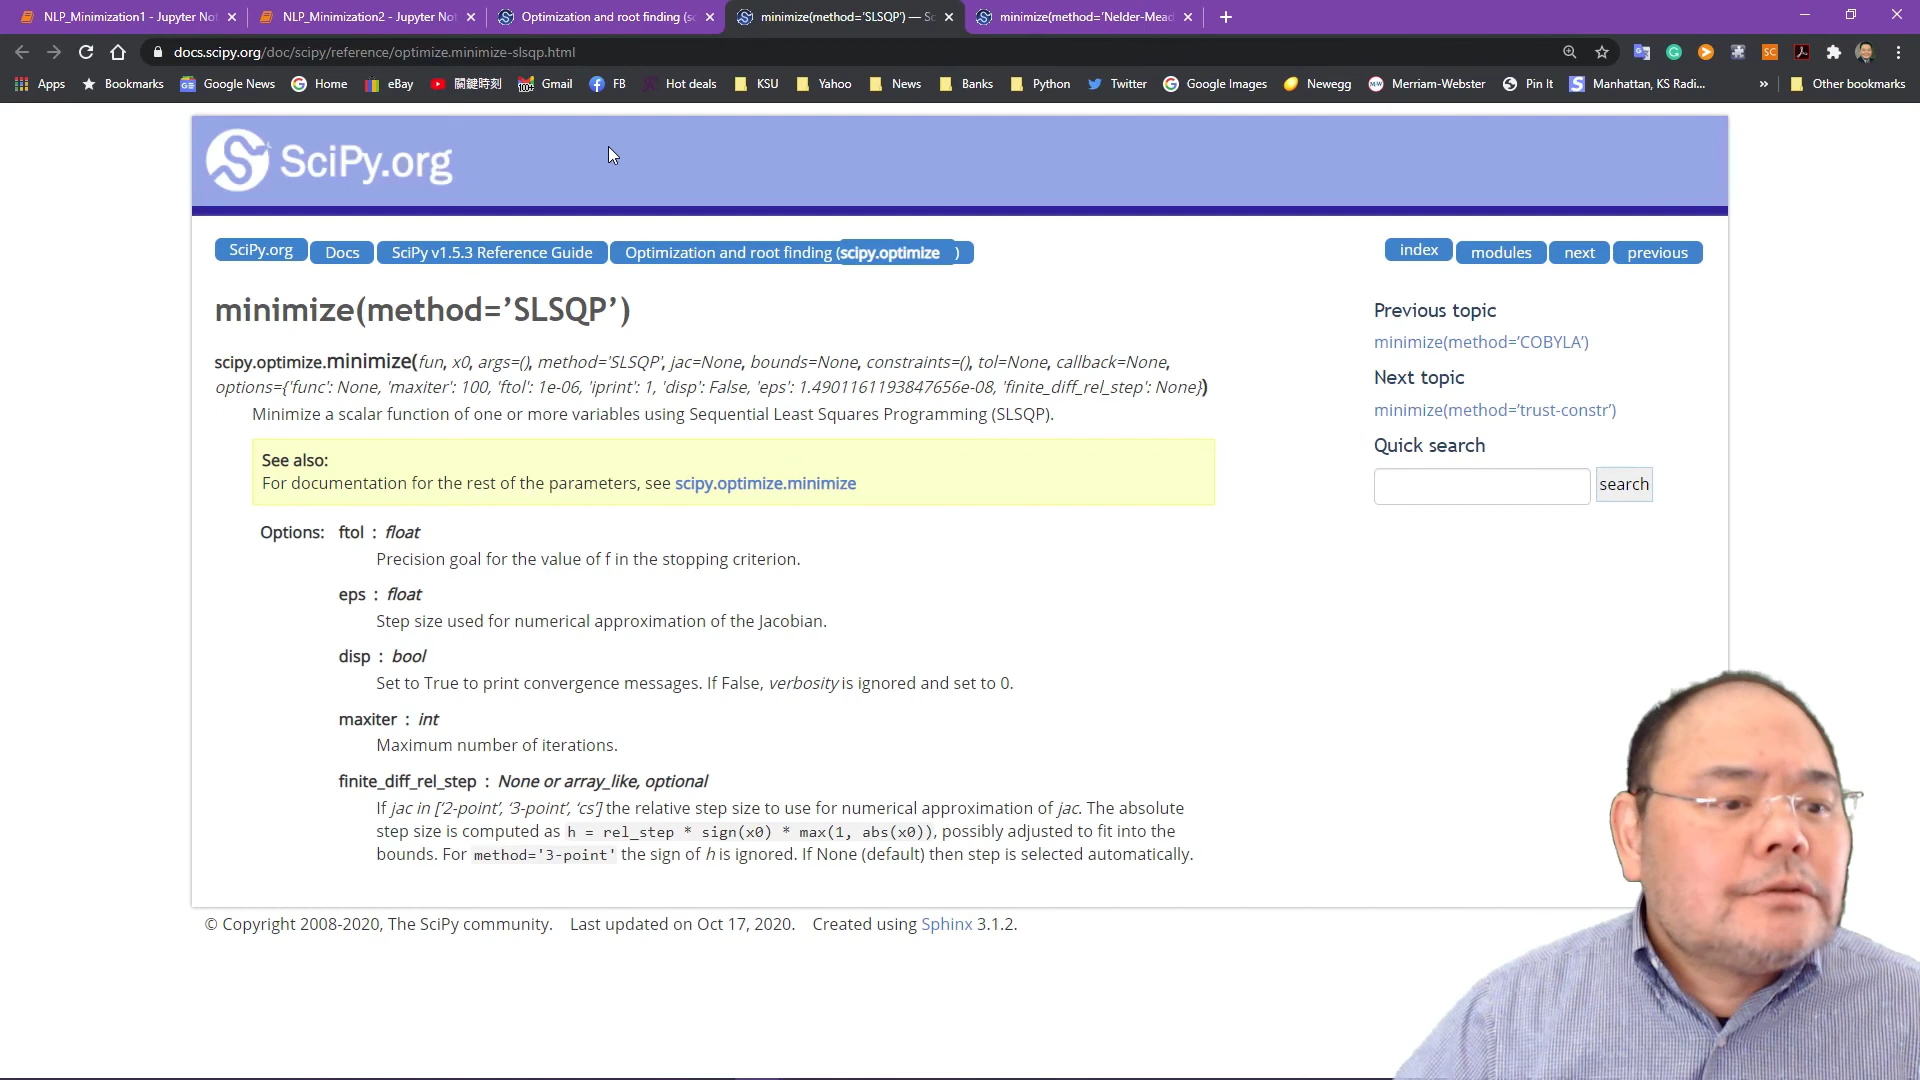 NLP_Minimization1 - Jupyter Not
NLP_Minimization2 - Jupyter Not
Optimization and root finding (sc
minimize(method='SLSQP') — Sc
minimize(method='Nelder-Mead
docs.scipy.org/doc/scipy/reference/optimize.minimize-slsqp.html
Apps Bookmarks Google News Home eBay 關鍵時刻 Gmail FB Hot deals KSU Yahoo News Banks Python Twitter Google Images Newegg Merriam-Webster Pin It Manhattan, KS Radi... » Other bookmarks
SciPy.org
SciPy.org Docs SciPy v1.5.3 Reference Guide Optimization and root finding (scipy.optimize )
index modules next previous
minimize(method=’SLSQP’)
scipy.optimize.minimize(fun, x0, args=(), method='SLSQP', jac=None, bounds=None, constraints=(), tol=None, callback=None,
options={'func': None, 'maxiter': 100, 'ftol': 1e-06, 'iprint': 1, 'disp': False, 'eps': 1.4901161193847656e-08, 'finite_diff_rel_step': None})
Minimize a scalar function of one or more variables using Sequential Least Squares Programming (SLSQP).
See also:
For documentation for the rest of the parameters, see scipy.optimize.minimize
Options: ftol : float
Precision goal for the value of f in the stopping criterion.
eps : float
Step size used for numerical approximation of the Jacobian.
disp : bool
Set to True to print convergence messages. If False, verbosity is ignored and set to 0.
maxiter : int
Maximum number of iterations.
finite_diff_rel_step : None or array_like, optional
If jac in [‘2-point’, ‘3-point’, ‘cs’] the relative step size to use for numerical approximation of jac. The absolute
step size is computed as h = rel_step * sign(x0) * max(1, abs(x0)), possibly adjusted to fit into the
bounds. For method='3-point' the sign of h is ignored. If None (default) then step is selected automatically.
Previous topic
minimize(method=’COBYLA’)
Next topic
minimize(method=’trust-constr’)
Quick search
search
© Copyright 2008-2020, The SciPy community. Last updated on Oct 17, 2020. Created using Sphinx 3.1.2.